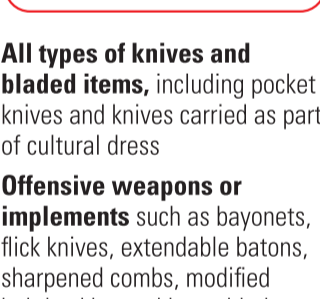 All types of knives and
bladed items, including pocket
knives and knives carried as part
of cultural dress
Offensive weapons or
implements such as bayonets,
flick knives, extendable batons,
sharpened combs, modified